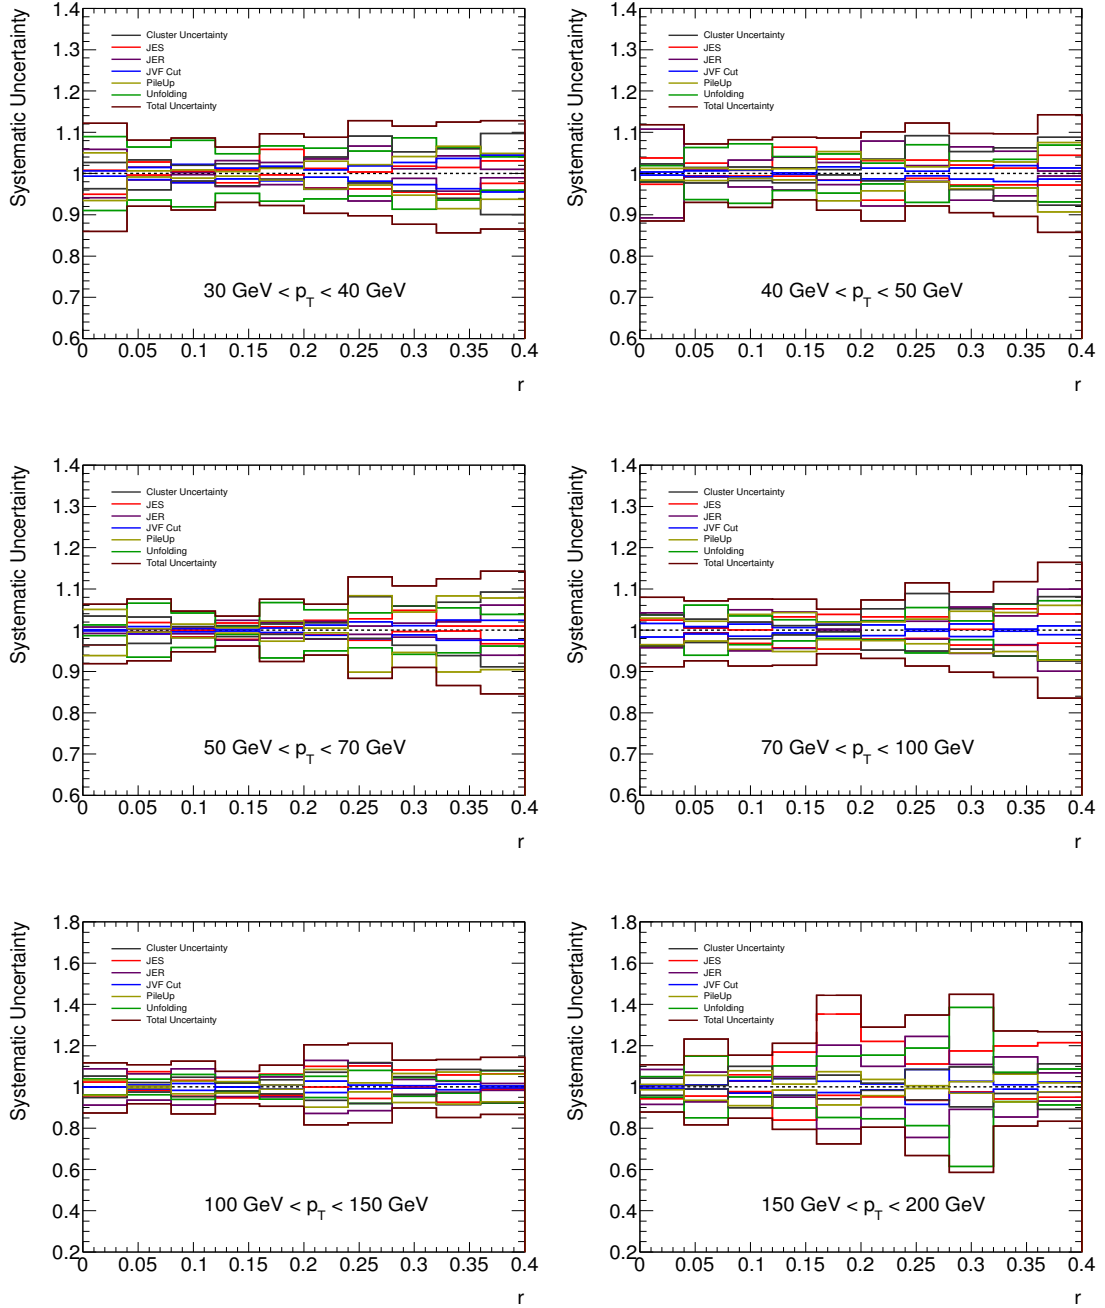 Systematic Uncertainty
1.4
1.3
1.2
1.1
1
0.9
0.8
0.7
0.6
Cluster Uncertainty
JES
JER
JVF Cut
PileUp
Unfolding
Total Uncertainty
30 GeV < p_T < 40 GeV
0 0.05 0.1 0.15 0.2 0.25 0.3 0.35 0.4
r
Systematic Uncertainty
1.4
1.3
1.2
1.1
1
0.9
0.8
0.7
0.6
Cluster Uncertainty
JES
JER
JVF Cut
PileUp
Unfolding
Total Uncertainty
40 GeV < p_T < 50 GeV
0 0.05 0.1 0.15 0.2 0.25 0.3 0.35 0.4
r
Systematic Uncertainty
1.4
1.3
1.2
1.1
1
0.9
0.8
0.7
0.6
Cluster Uncertainty
JES
JER
JVF Cut
PileUp
Unfolding
Total Uncertainty
50 GeV < p_T < 70 GeV
0 0.05 0.1 0.15 0.2 0.25 0.3 0.35 0.4
r
Systematic Uncertainty
1.4
1.3
1.2
1.1
1
0.9
0.8
0.7
0.6
Cluster Uncertainty
JES
JER
JVF Cut
PileUp
Unfolding
Total Uncertainty
70 GeV < p_T < 100 GeV
0 0.05 0.1 0.15 0.2 0.25 0.3 0.35 0.4
r
Systematic Uncertainty
1.8
1.6
1.4
1.2
1
0.8
0.6
0.4
0.2
Cluster Uncertainty
JES
JER
JVF Cut
PileUp
Unfolding
Total Uncertainty
100 GeV < p_T < 150 GeV
0 0.05 0.1 0.15 0.2 0.25 0.3 0.35 0.4
r
Systematic Uncertainty
1.8
1.6
1.4
1.2
1
0.8
0.6
0.4
0.2
Cluster Uncertainty
JES
JER
JVF Cut
PileUp
Unfolding
Total Uncertainty
150 GeV < p_T < 200 GeV
0 0.05 0.1 0.15 0.2 0.25 0.3 0.35 0.4
r